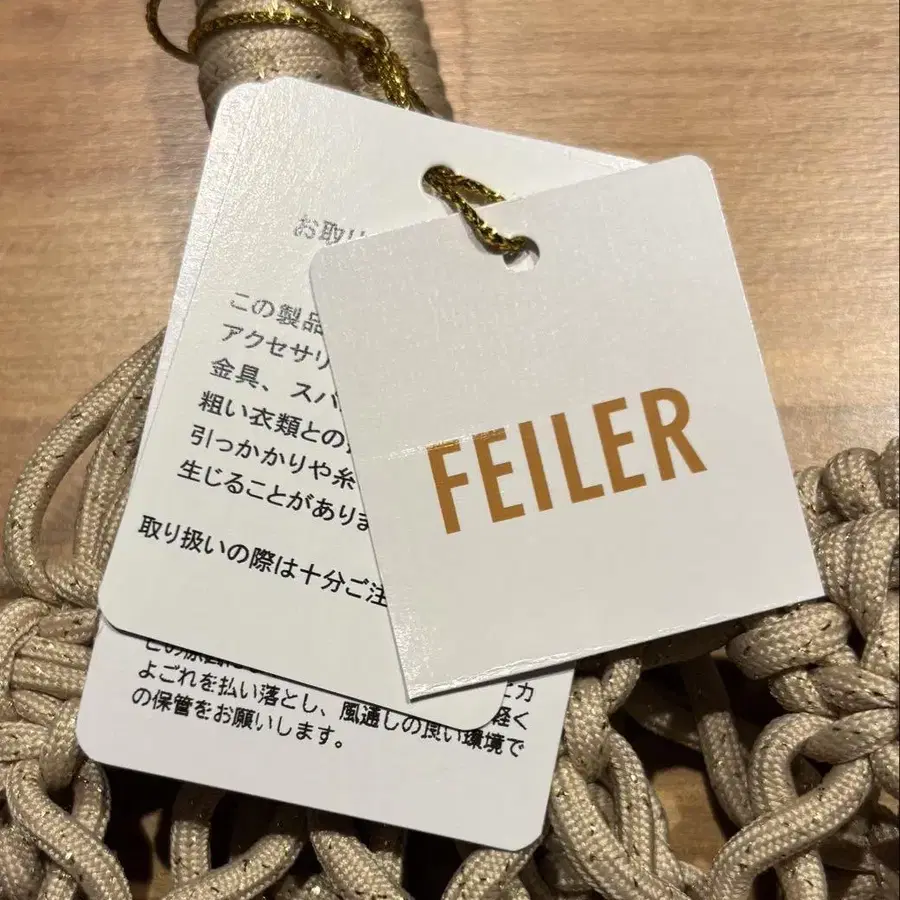 お取り
この製品
アクセサリ
金具、スパ
粗い衣類との
引っかかりや糸
生じることがありま
取り扱いの際は十分ご注
FEILER
よごれを払い落とし、風通しの良い環境で
の保管をお願いします。
軽く